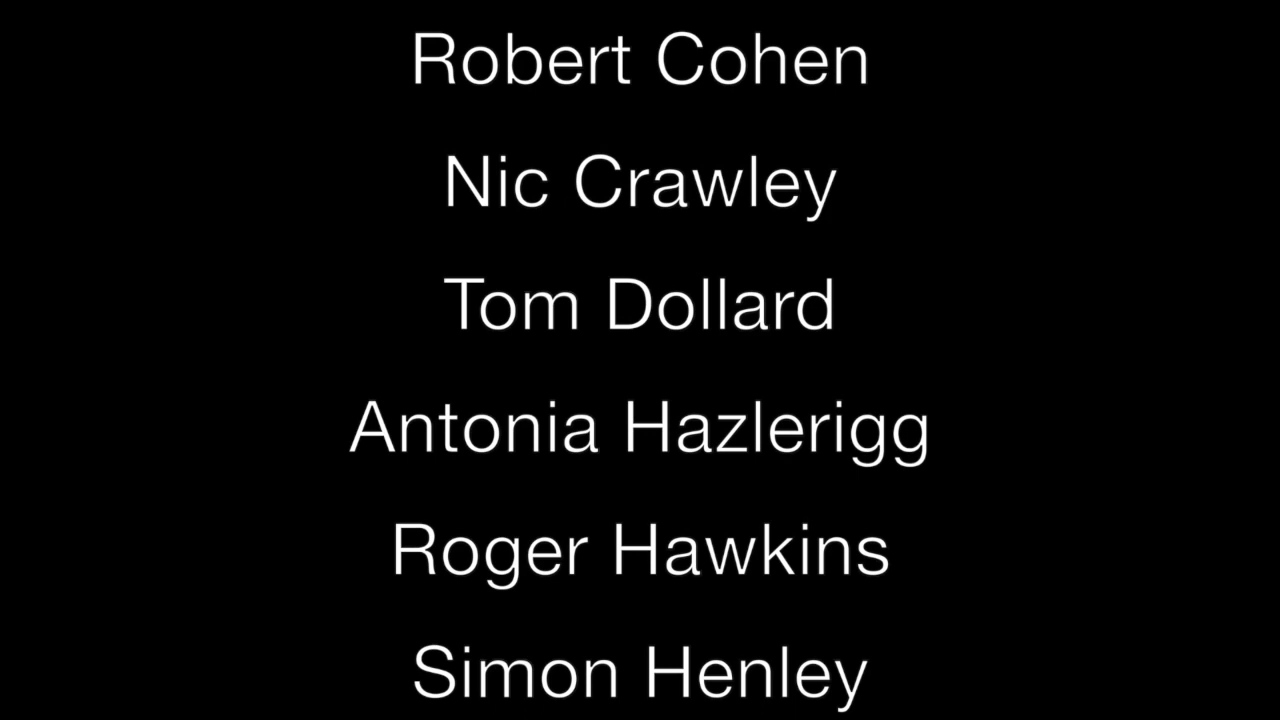 Robert Cohen
Nic Crawley
Tom Dollard
Antonia Hazlerigg
Roger Hawkins
Simon Henley